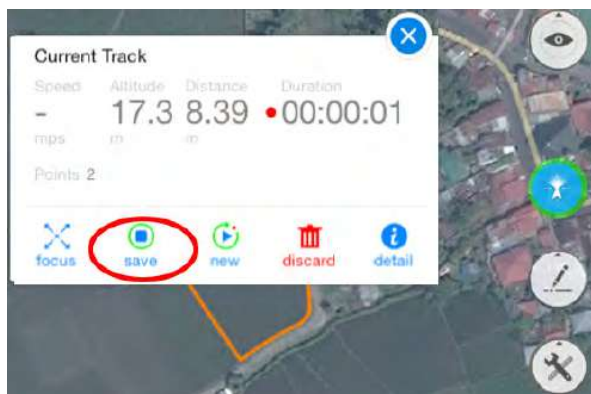 Current Track
Speed Altitude Distance Duration
- 17.3 8.39 00:00:01
mps m m
Points 2
focus save new discard detail